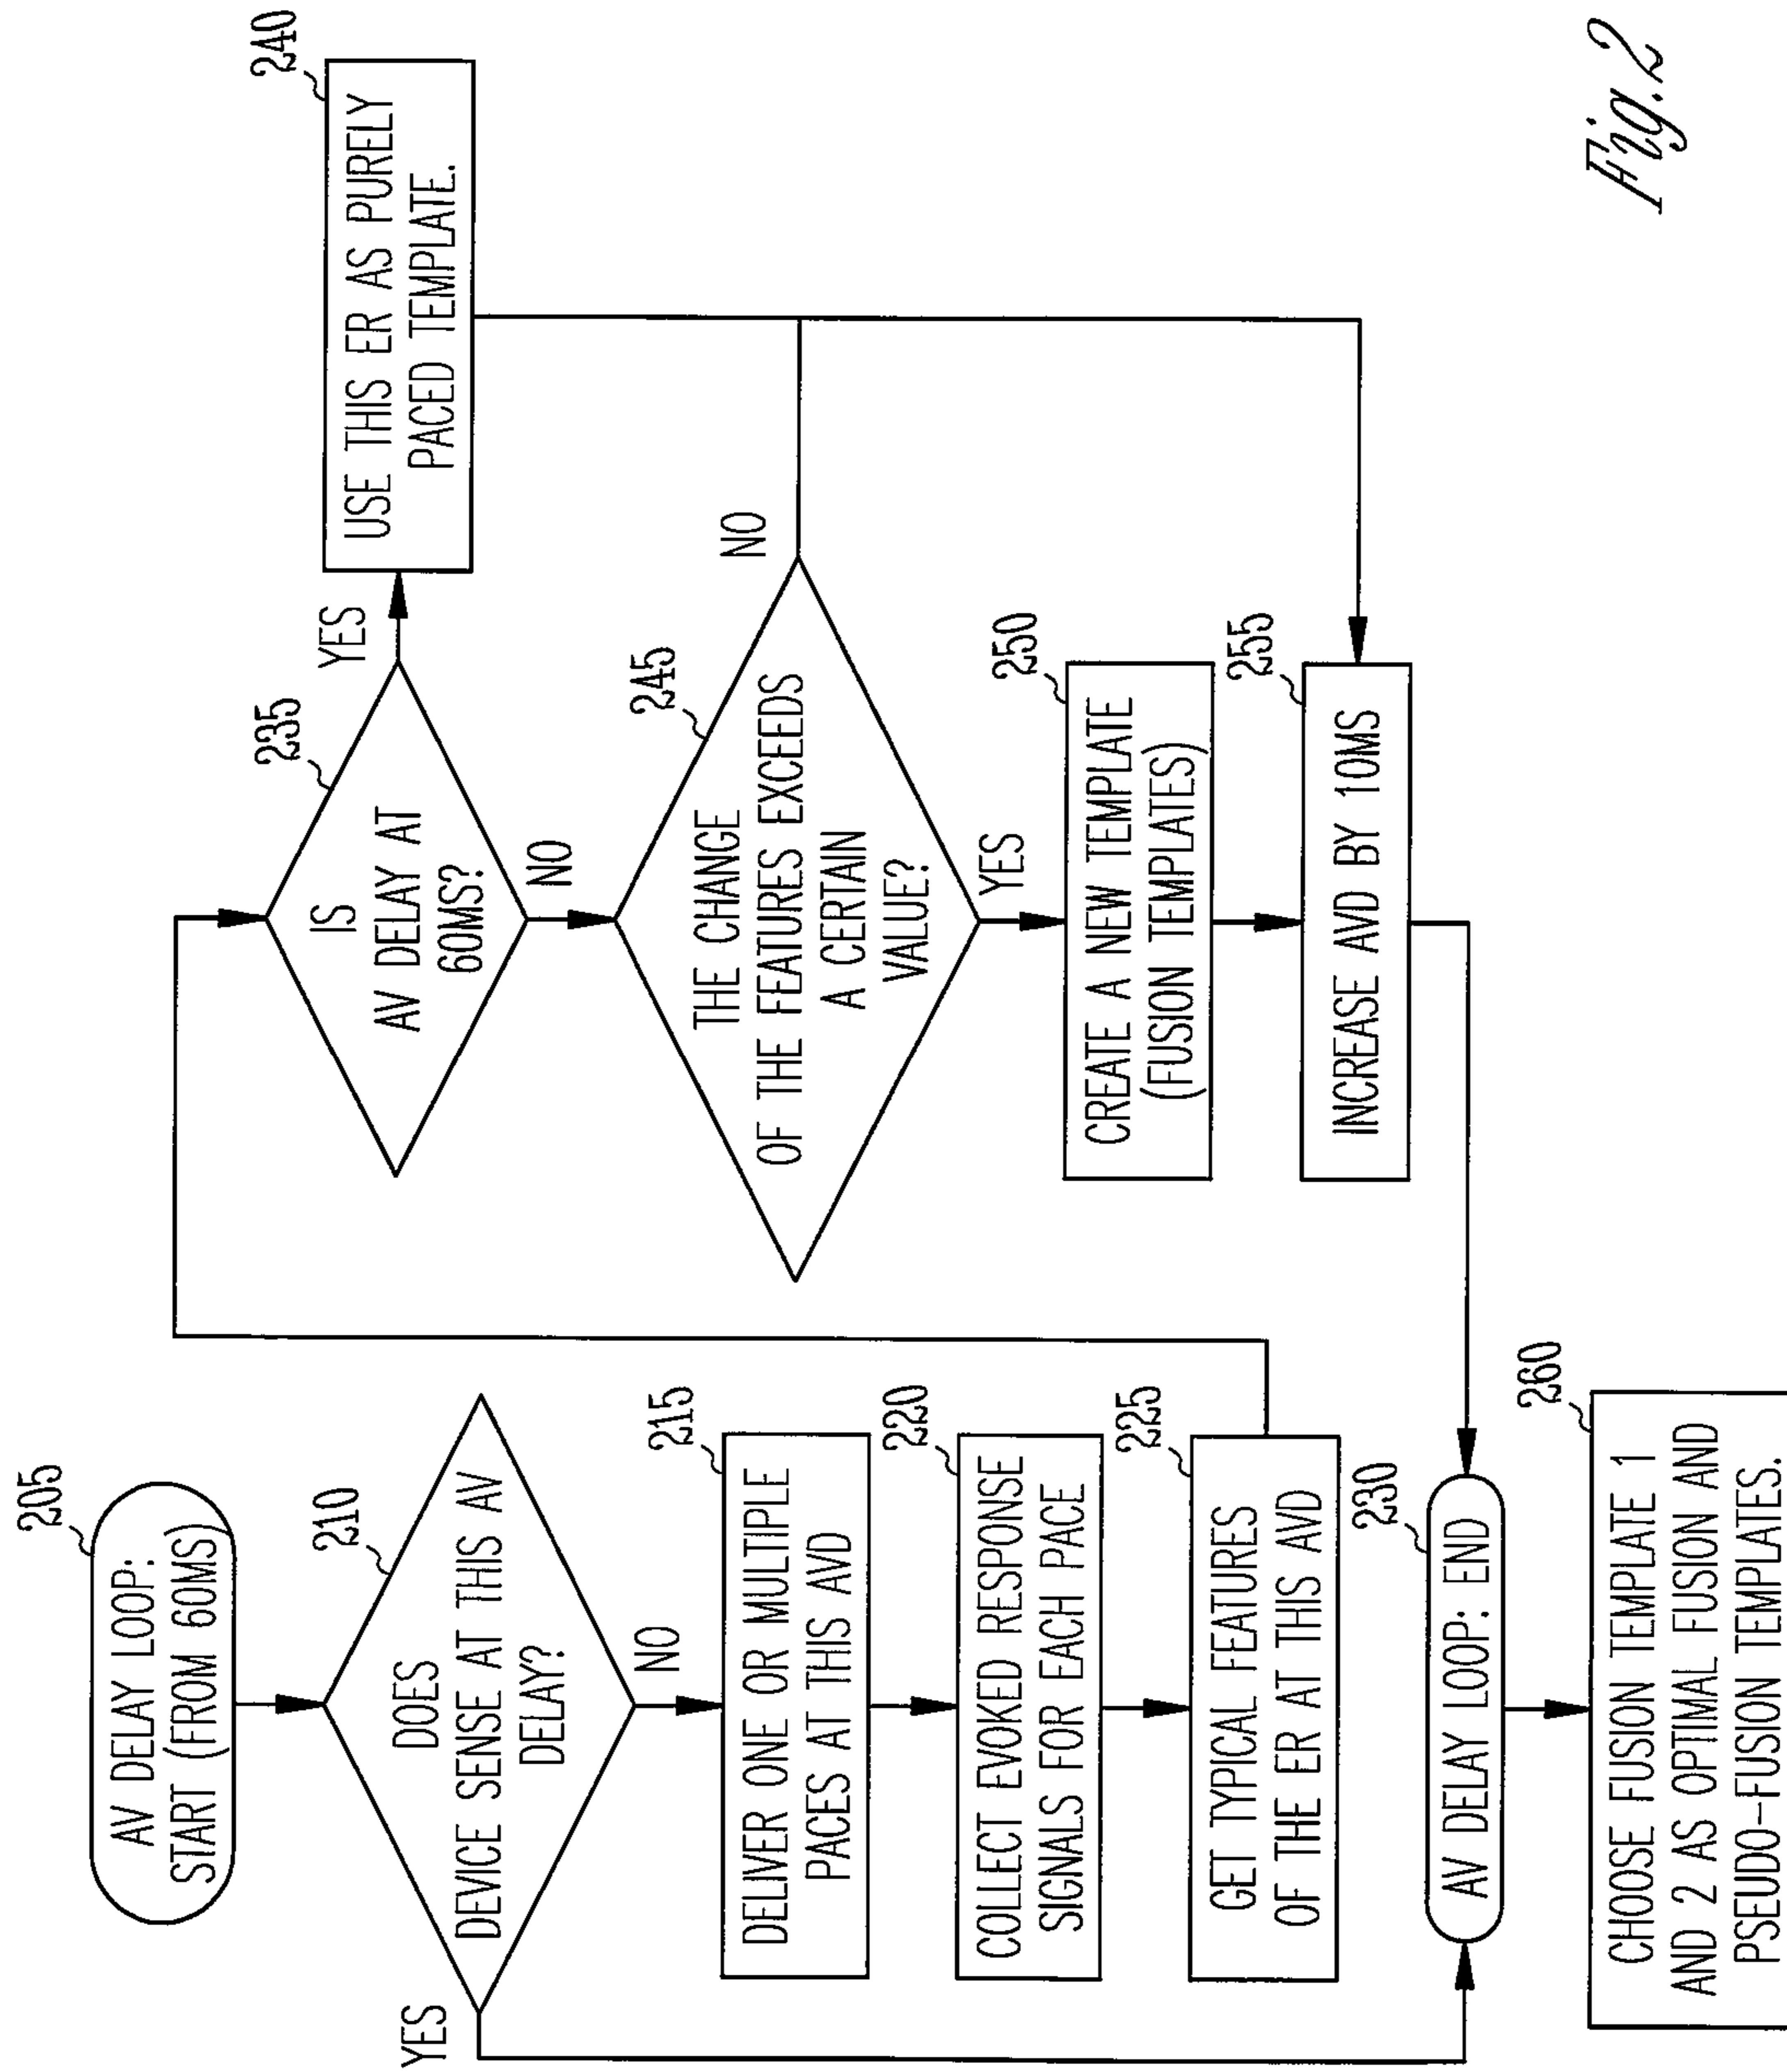 205
AV DELAY LOOP:
START (FROM 60MS)
210
DOES
DEVICE SENSE AT THIS AV
DELAY?
YES
NO
215
DELIVER ONE OR MULTIPLE
PACES AT THIS AVD
220
COLLECT EVOKED RESPONSE
SIGNALS FOR EACH PACE
225
GET TYPICAL FEATURES
OF THE ER AT THIS AVD
230
AV DELAY LOOP: END
260
CHOOSE FUSION TEMPLATE 1
AND 2 AS OPTIMAL FUSION AND
PSEUDO-FUSION TEMPLATES.
235
IS
AV DELAY AT
60MS?
YES
NO
240
USE THIS ER AS PURELY
PACED TEMPLATE.
245
THE CHANGE
OF THE FEATURES EXCEEDS
A CERTAIN
VALUE?
NO
YES
250
CREATE A NEW TEMPLATE
(FUSION TEMPLATES)
255
INCREASE AVD BY 10MS
Fig.2